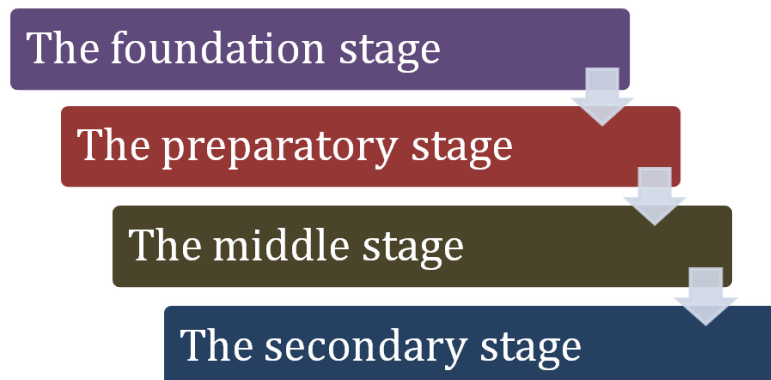 The foundation stage
The preparatory stage
The middle stage
The secondary stage